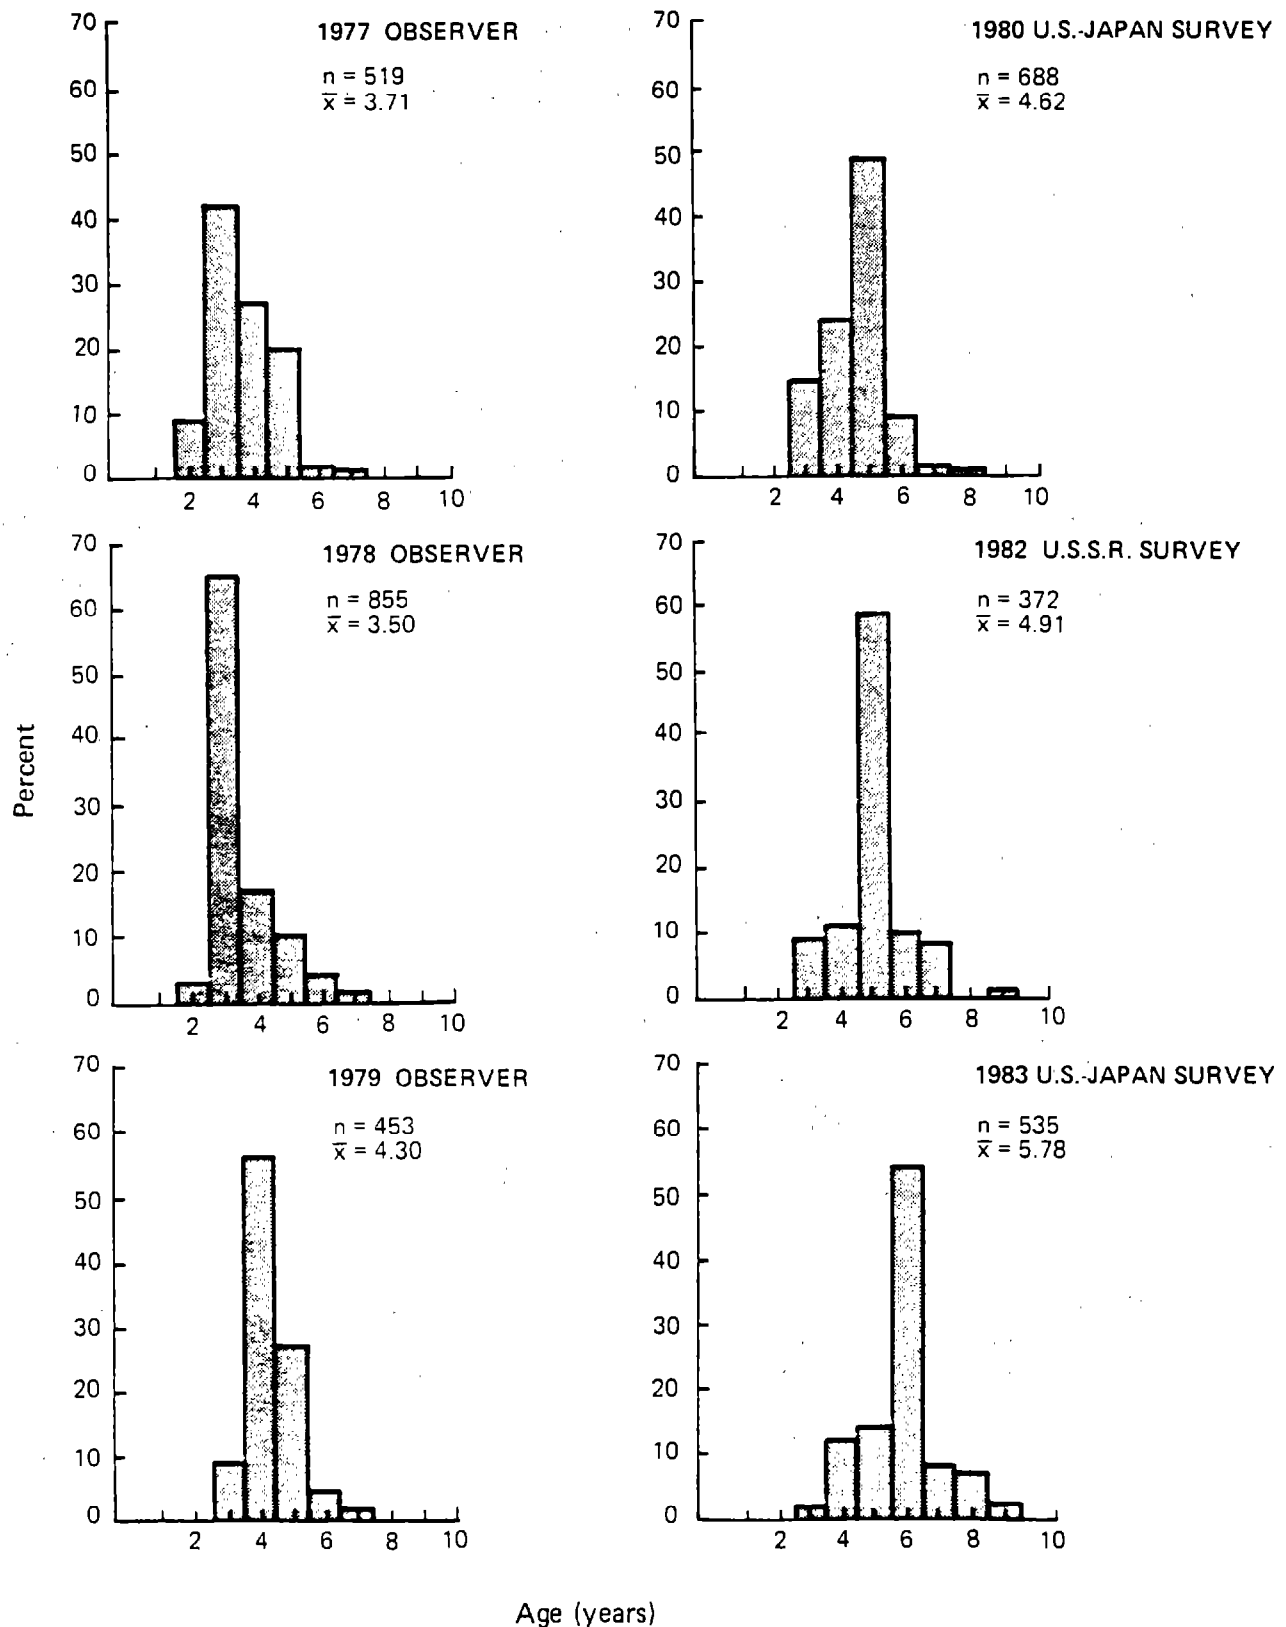 1977 OBSERVER
n = 519
x̅ = 3.71
70
60
50
40
30
20
10
0
2 4 6 8 10
1980 U.S.-JAPAN SURVEY
n = 688
x̅ = 4.62
70
60
50
40
30
20
10
0
2 4 6 8 10
1978 OBSERVER
n = 855
x̅ = 3.50
70
60
50
40
30
20
10
0
2 4 6 8 10
1982 U.S.S.R. SURVEY
n = 372
x̅ = 4.91
70
60
50
40
30
20
10
0
2 4 6 8 10
1979 OBSERVER
n = 453
x̅ = 4.30
70
60
50
40
30
20
10
0
2 4 6 8 10
1983 U.S.-JAPAN SURVEY
n = 535
x̅ = 5.78
70
60
50
40
30
20
10
0
2 4 6 8 10
Percent
Age (years)